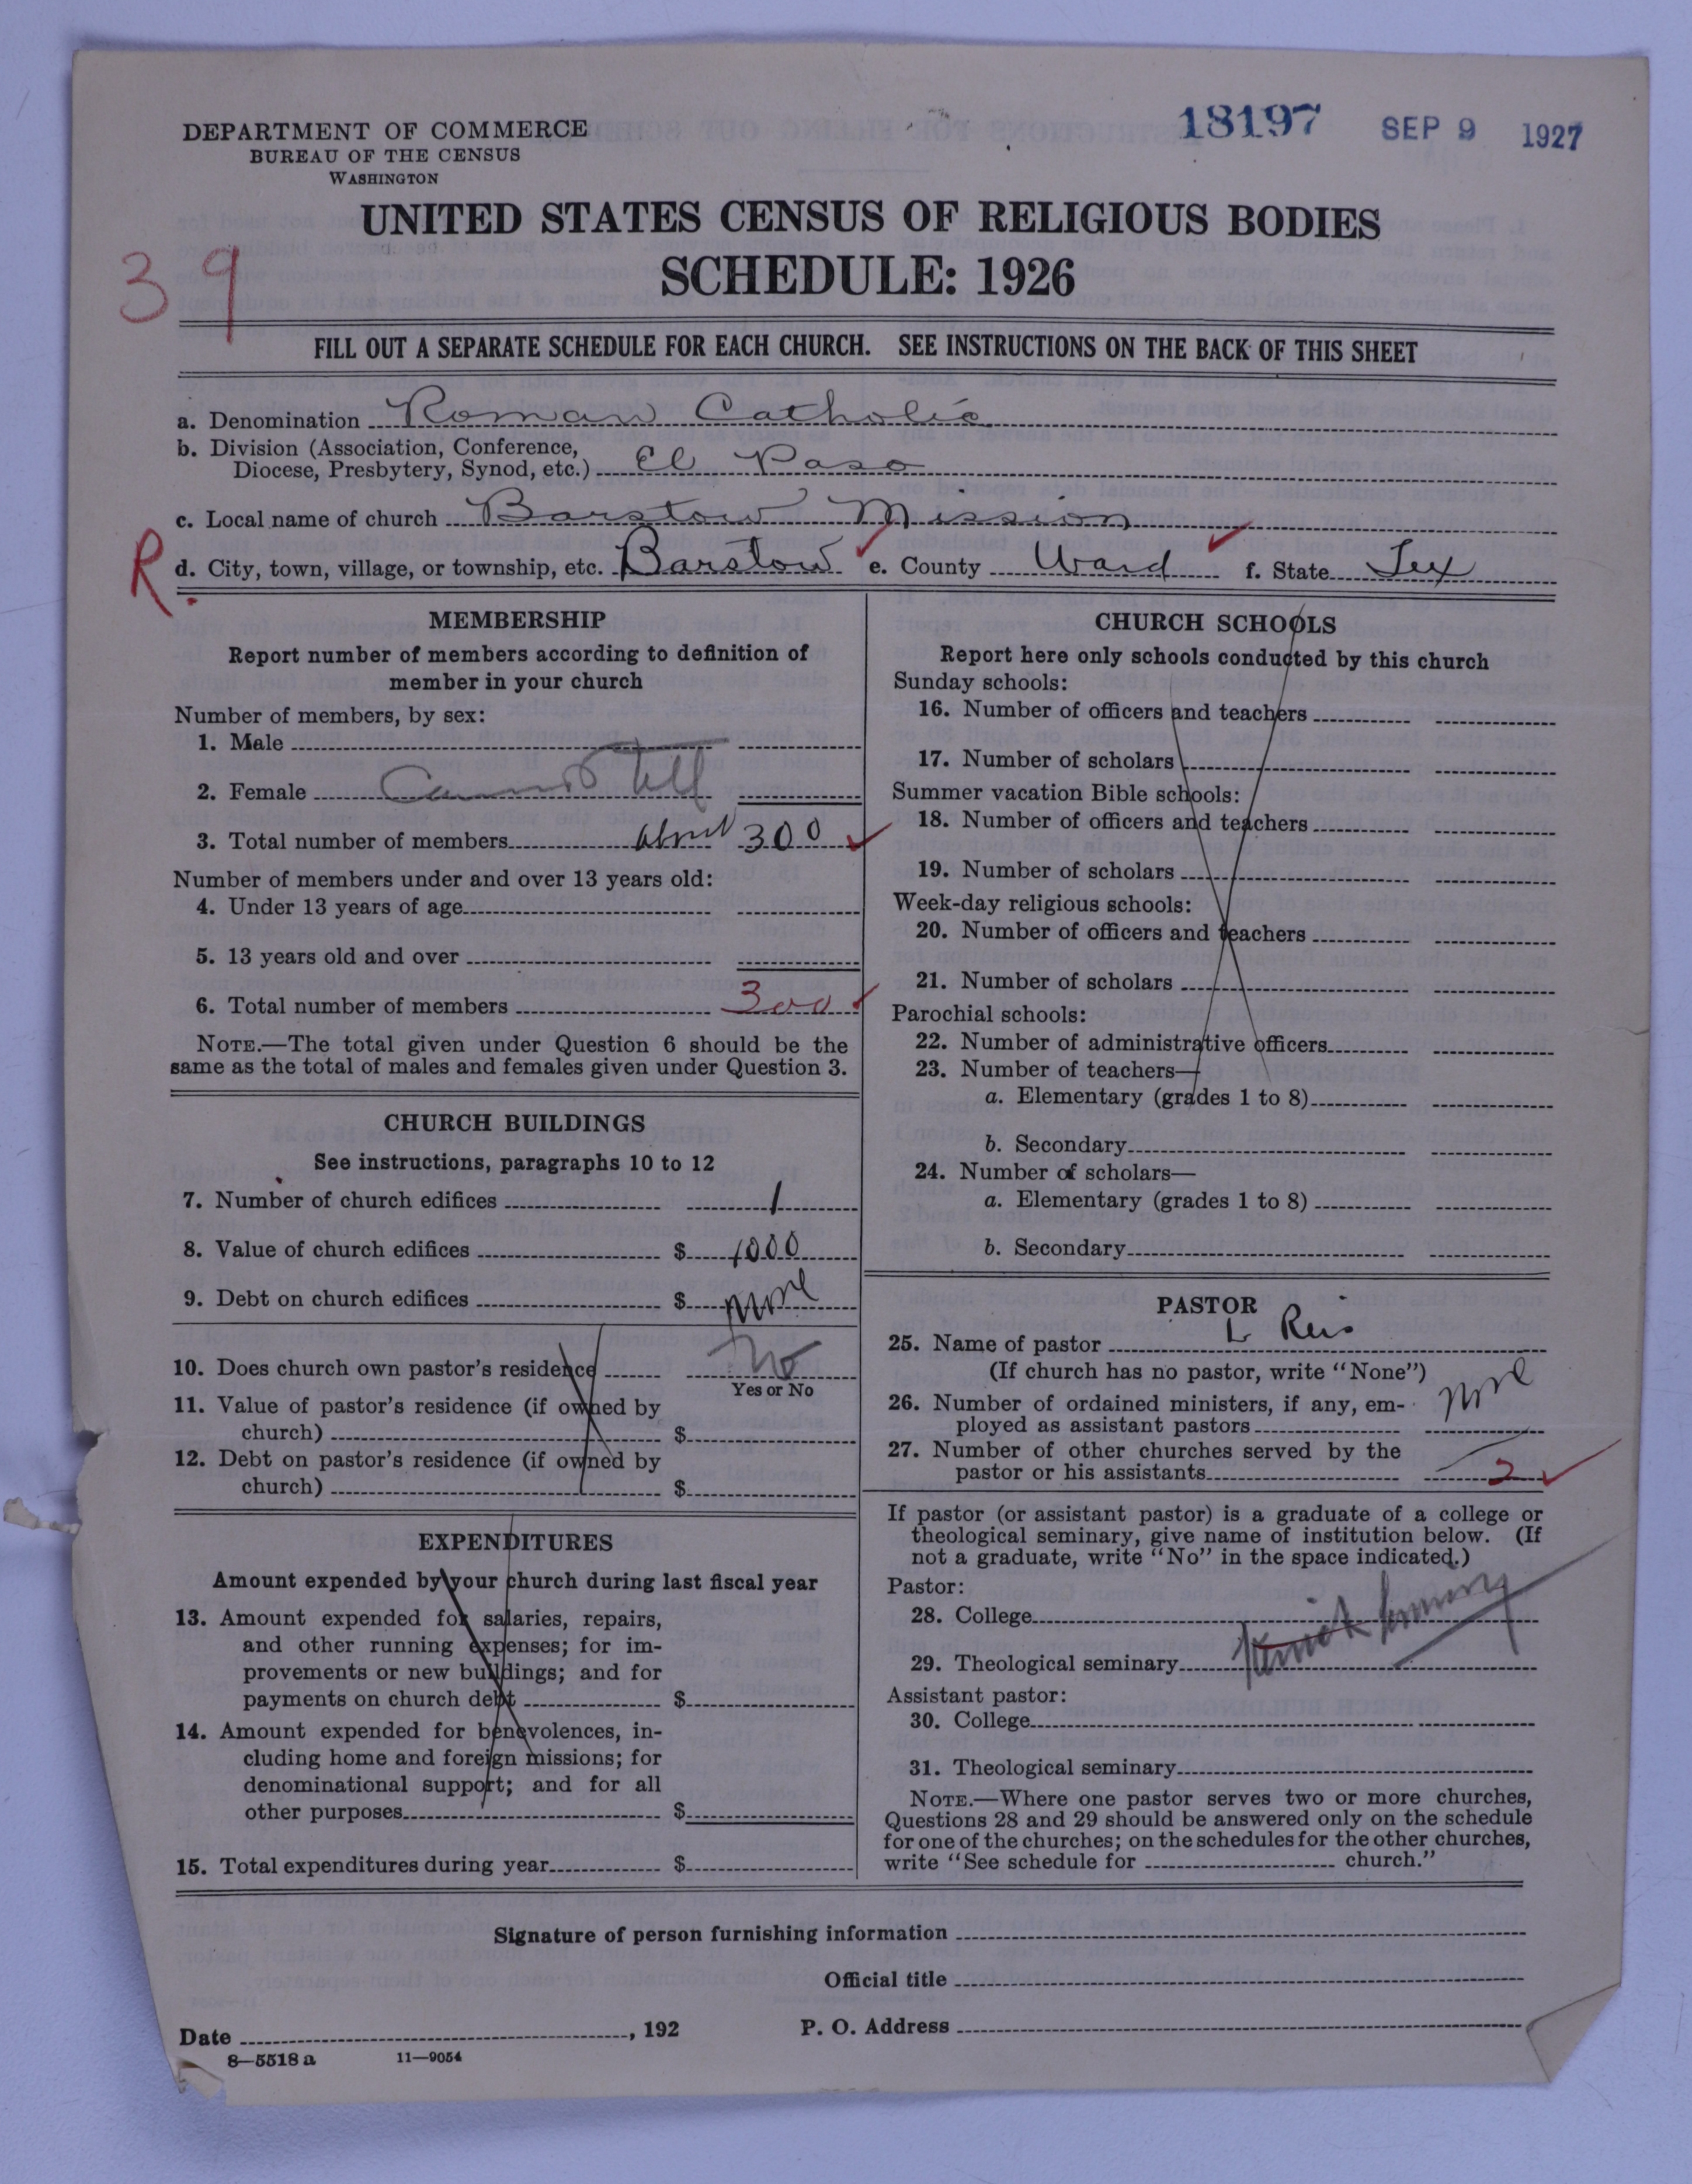 DEPARTMENT OF COMMERCE
BUREAU OF THE CENSUS
WASHINGTON
18197 SEP 9 1927
UNITED STATES CENSUS OF RELIGIOUS BODIES
SCHEDULE: 1926
39
FILL OUT A SEPARATE SCHEDULE FOR EACH CHURCH. SEE INSTRUCTIONS ON THE BACK OF THIS SHEET
a. Denomination Roman Catholic
b. Division (Association, Conference,
Diocese, Presbytery, Synod, etc.) El Paso
c. Local name of church Barstow Mission
R. d. City, town, village, or township, etc. Barstow e. County Ward f. State Tex
MEMBERSHIP
Report number of members according to definition of
member in your church
Number of members, by sex:
1. Male
2. Female Cannot tell
3. Total number of members about 300
Number of members under and over 13 years old:
4. Under 13 years of age
5. 13 years old and over
6. Total number of members 300
NOTE.—The total given under Question 6 should be the
same as the total of males and females given under Question 3.
CHURCH BUILDINGS
See instructions, paragraphs 10 to 12
7. Number of church edifices 1
8. Value of church edifices $ 1000
9. Debt on church edifices $ none
10. Does church own pastor's residence no
Yes or No
11. Value of pastor's residence (if owned by
church) $
12. Debt on pastor's residence (if owned by
church) $
EXPENDITURES
Amount expended by your church during last fiscal year
13. Amount expended for salaries, repairs,
and other running expenses; for im-
provements or new buildings; and for
payments on church debt $
14. Amount expended for benevolences, in-
cluding home and foreign missions; for
denominational support; and for all
other purposes $
15. Total expenditures during year $
CHURCH SCHOOLS
Report here only schools conducted by this church
Sunday schools:
16. Number of officers and teachers
17. Number of scholars
Summer vacation Bible schools:
18. Number of officers and teachers
19. Number of scholars
Week-day religious schools:
20. Number of officers and teachers
21. Number of scholars
Parochial schools:
22. Number of administrative officers
23. Number of teachers—
a. Elementary (grades 1 to 8)
b. Secondary
24. Number of scholars—
a. Elementary (grades 1 to 8)
b. Secondary
PASTOR
25. Name of pastor L
(If church has no pastor, write "None")
26. Number of ordained ministers, if any, em-
ployed as assistant pastors none
27. Number of other churches served by the
pastor or his assistants 2
If pastor (or assistant pastor) is a graduate of a college or
theological seminary, give name of institution below. (If
not a graduate, write "No" in the space indicated.)
Pastor:
28. College
29. Theological seminary
Assistant pastor:
30. College
31. Theological seminary
NOTE.—Where one pastor serves two or more churches,
Questions 28 and 29 should be answered only on the schedule
for one of the churches; on the schedules for the other churches,
write "See schedule for church."
Signature of person furnishing information
Official title
Date , 192 P. O. Address
8—5518 a 11—9054